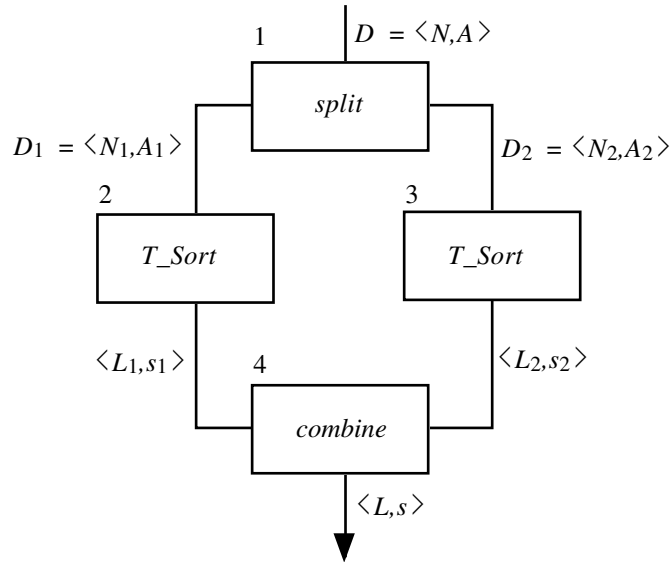 1
D = <N,A>
split
D1 = <N1,A1>
D2 = <N2,A2>
2
3
T_Sort
T_Sort
<L1,s1>
<L2,s2>
4
combine
<L,s>